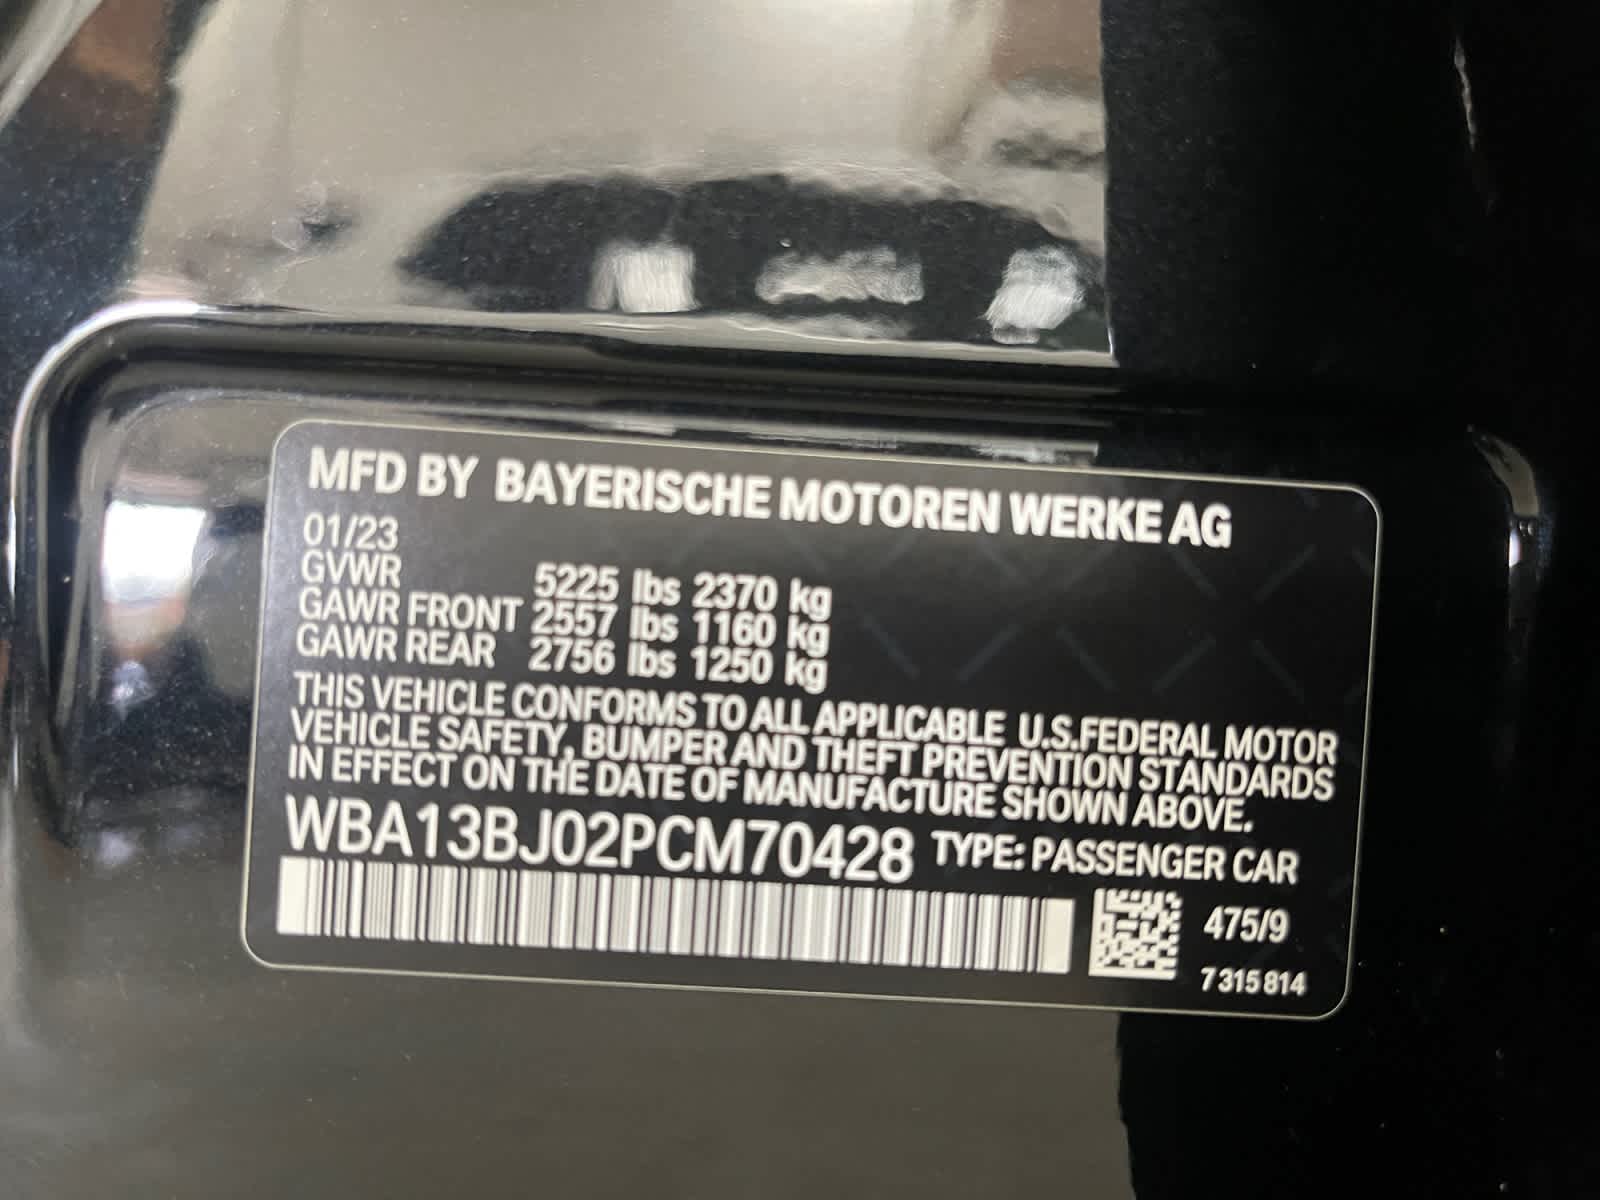 MFD BY BAYERISCHE MOTOREN WERKE AG
01/23
GVWR 5225 lbs 2370 kg
GAWR FRONT 2557 lbs 1160 kg
GAWR REAR 2756 lbs 1250 kg
THIS VEHICLE CONFORMS TO ALL APPLICABLE U.S.FEDERAL MOTOR
VEHICLE SAFETY, BUMPER AND THEFT PREVENTION STANDARDS
IN EFFECT ON THE DATE OF MANUFACTURE SHOWN ABOVE.
WBA13BJ02PCM70428 TYPE: PASSENGER CAR
475/9
7 315 814